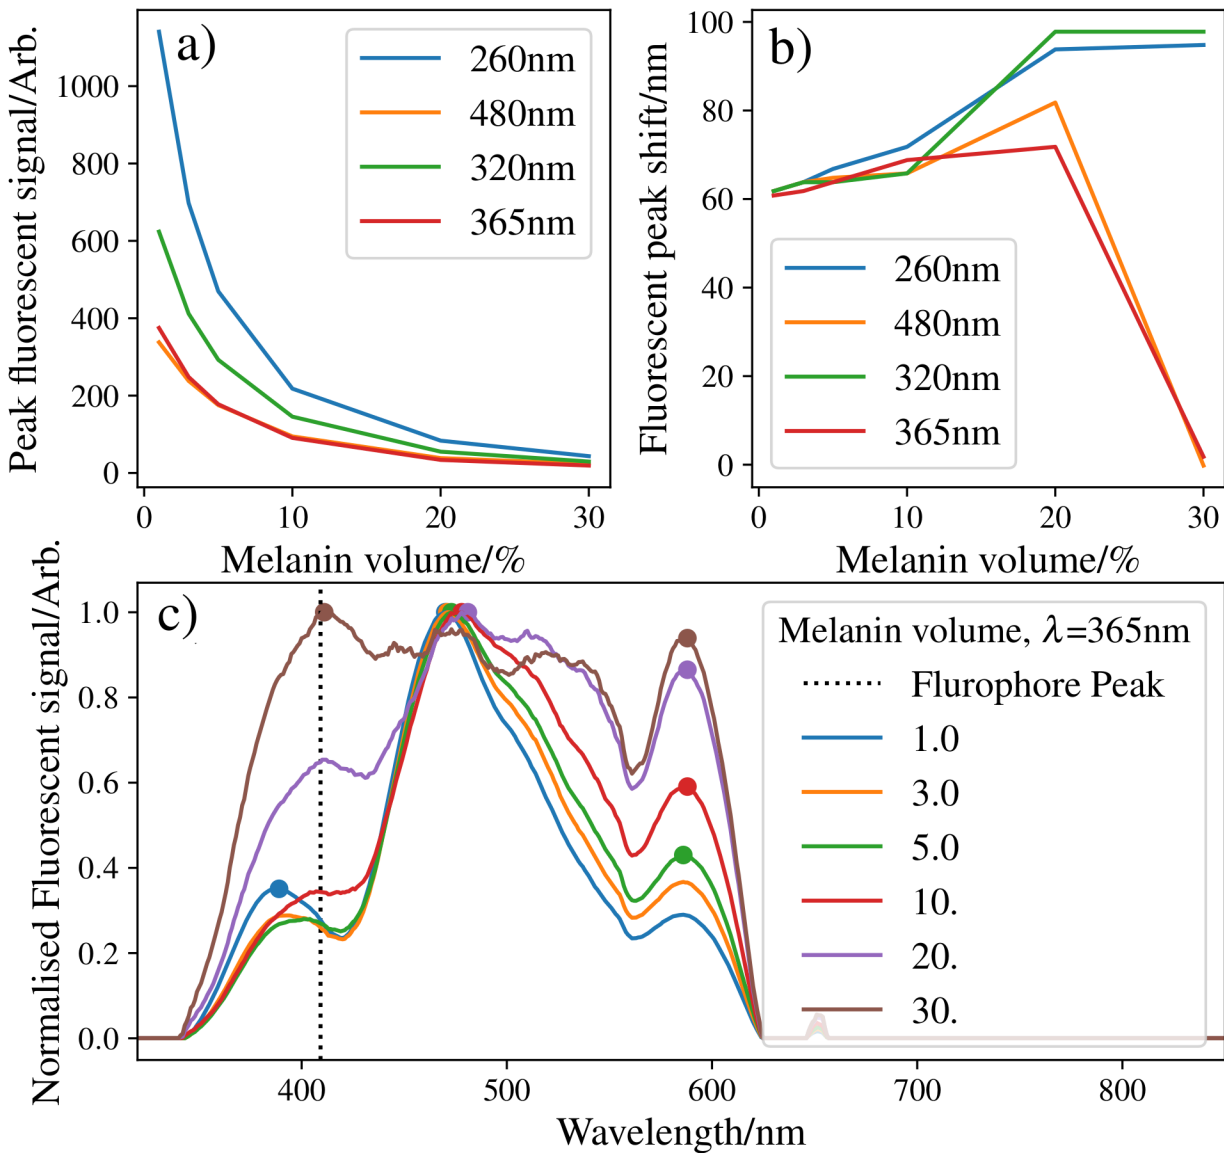 a)
260nm
480nm
320nm
365nm
Peak fluorescent signal/Arb.
1000
800
600
400
200
0
0 10 20 30
Melanin volume/%
b)
260nm
480nm
320nm
365nm
Fluorescent peak shift/nm
100
80
60
40
20
0
0 10 20 30
Melanin volume/%
c)
Normalised Fluorescent signal/Arb.
1.0
0.8
0.6
0.4
0.2
0.0
Melanin volume, λ=365nm
Flurophore Peak
1.0
3.0
5.0
10.
20.
30.
400 500 600 700 800
Wavelength/nm